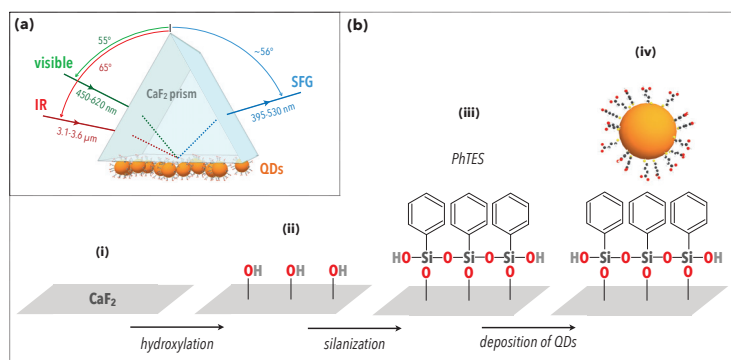 (a)
55°
65°
~56°
visible
450-620 nm
IR
3.1-3.6 µm
CaF2 prism
SFG
395-530 nm
QDs
(b)
(i)
CaF2
hydroxylation
(ii)
OH OH OH
silanization
(iii)
PhTES
HO-Si-O-Si-O-Si-OH
O O O
deposition of QDs
(iv)
HO-Si-O-Si-O-Si-OH
O O O